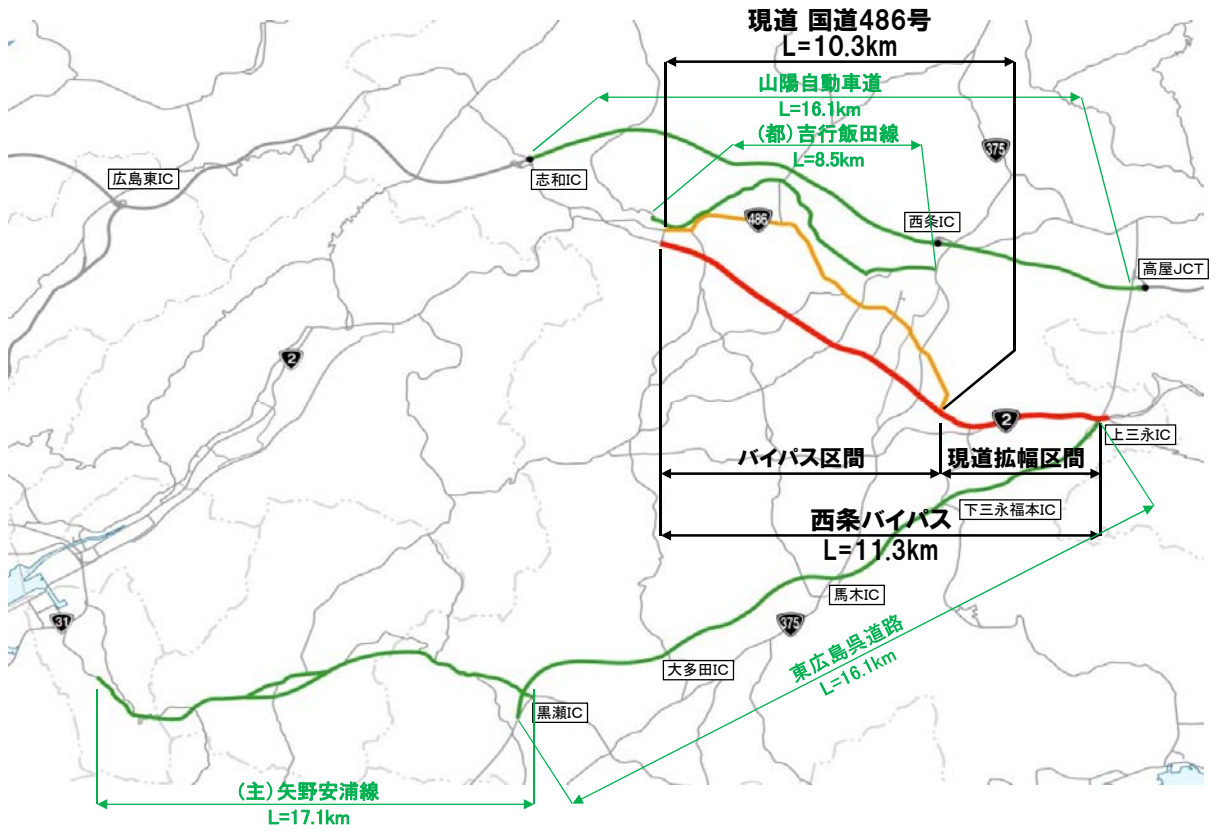 現道 国道486号
L=10.3km
山陽自動車道
L=16.1km
(都)吉行飯田線
L=8.5km
375
広島東IC
志和IC
486
西条IC
高屋JCT
2
2
上三永IC
バイパス区間
現道拡幅区間
下三永福本IC
西条バイパス
L=11.3km
馬木IC
31
375
東広島呉道路
L=16.1km
大多田IC
黒瀬IC
(主)矢野安浦線
L=17.1km